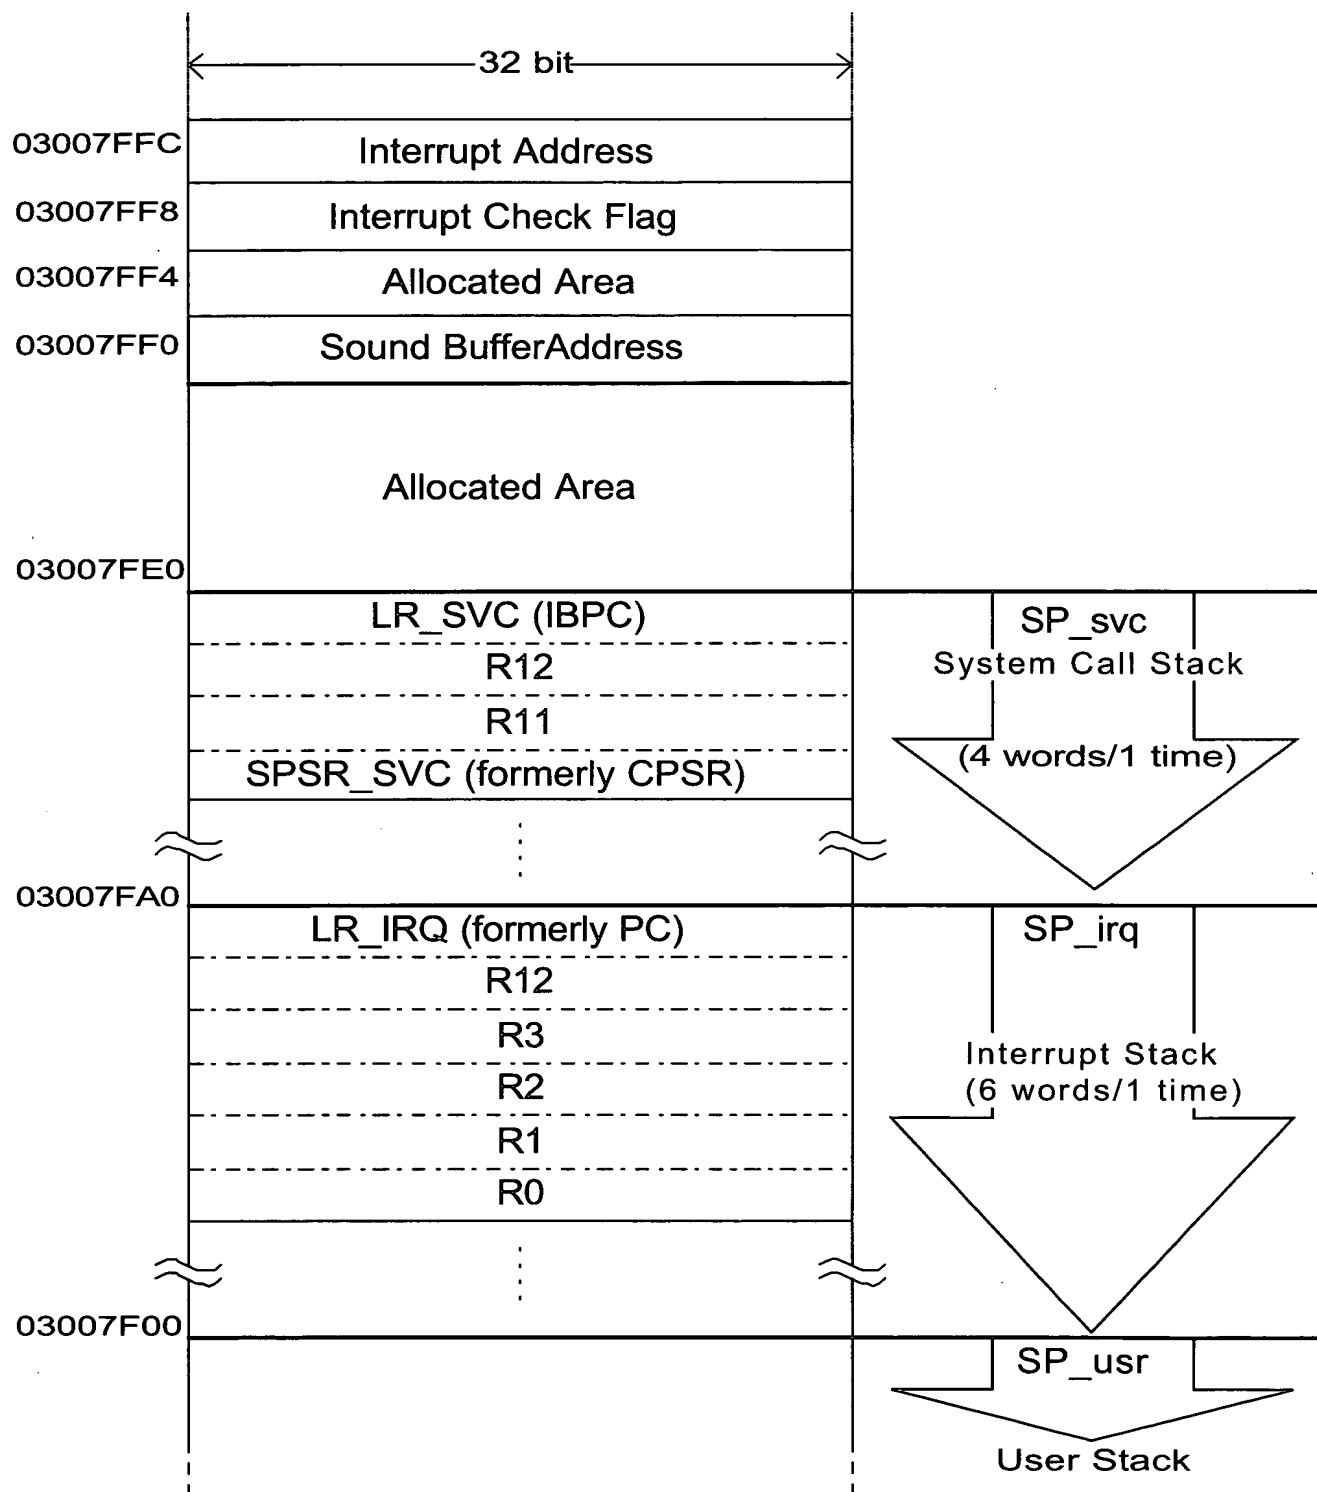 32 bit
03007FFC
Interrupt Address
03007FF8
Interrupt Check Flag
03007FF4
Allocated Area
03007FF0
Sound BufferAddress
Allocated Area
03007FE0
LR_SVC (IBPC)
SP_svc
R12
System Call Stack
R11
SPSR_SVC (formerly CPSR)
(4 words/1 time)
03007FA0
LR_IRQ (formerly PC)
SP_irq
R12
R3
Interrupt Stack
R2
(6 words/1 time)
R1
R0
03007F00
SP_usr
User Stack